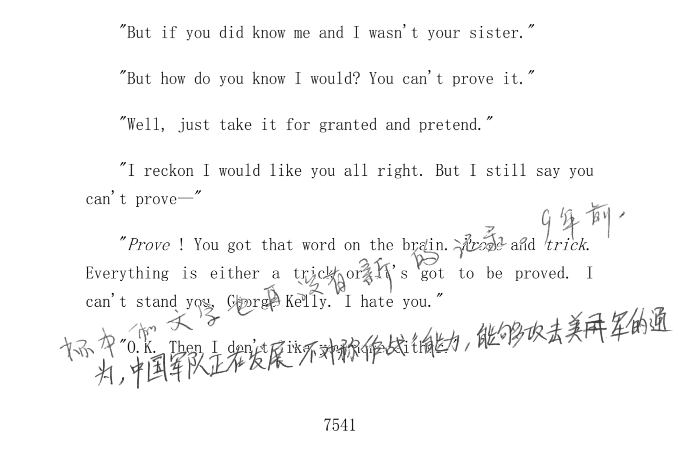 "But if you did know me and I wasn't your sister."
"But how do you know I would? You can't prove it."
"Well, just take it for granted and pretend."
"I reckon I would like you all right. But I still say you
can't prove—"
"Prove ! You got that word on the brain. Prove and trick.
Everything is either a trick or it's got to be proved. I
can't stand you, George Kelly. I hate you."
"O.K. Then I don't like you none either."
标中的文字也再没有新的记录。9年前，
为，中国军队正在发展不对称作战能力，能够攻击美军的通
7541